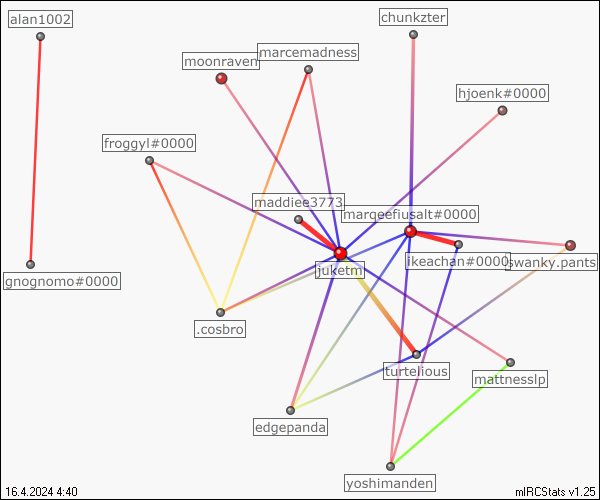 alan1002
chunkzter
marcemadness
moonraven
hjoenk#0000
froggyl#0000
maddiee3773
marqeefiusalt#0000
ikeachan#0000
swanky.pants
juketm
gnognomo#0000
.cosbro
turtelious
mattnesslp
edgepanda
yoshimanden
16.4.2024 4:40
mIRCStats v1.25